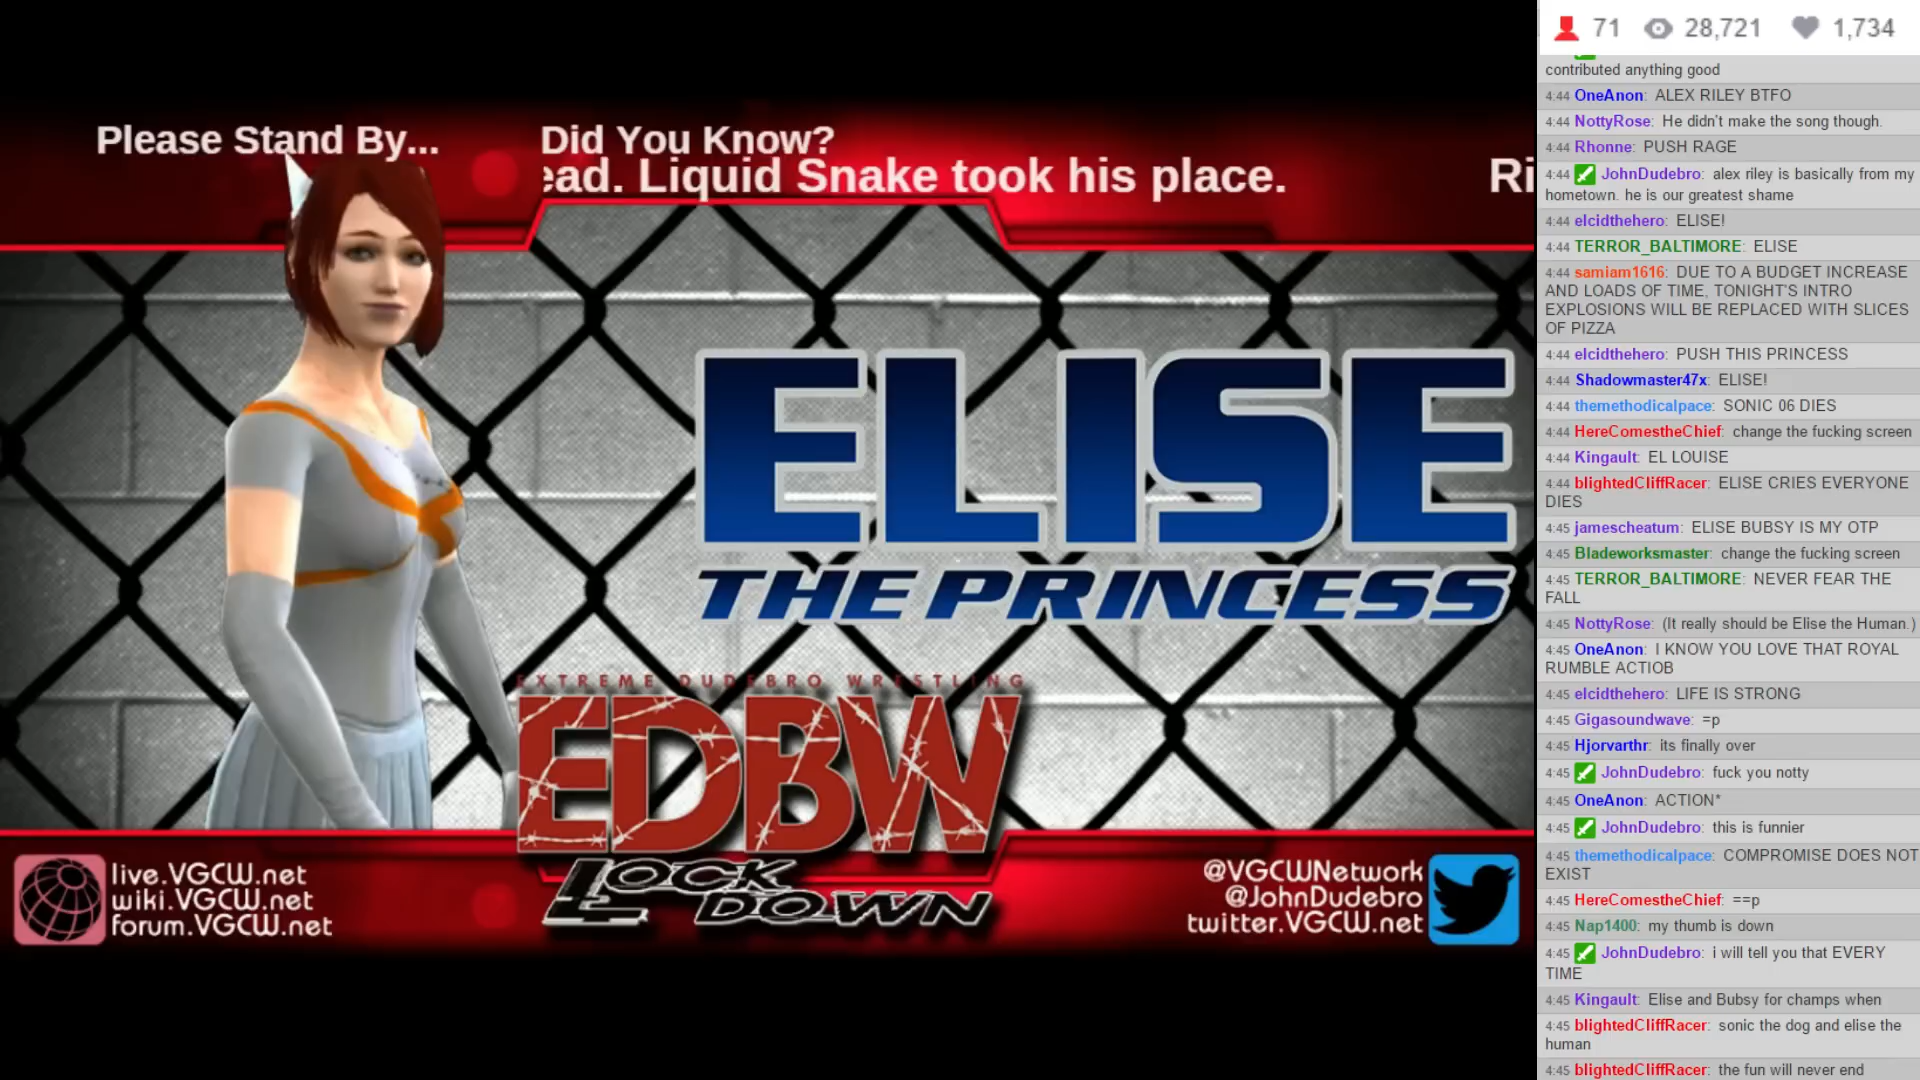 Please Stand By...
Did You Know?
ead. Liquid Snake took his place.
Ri
ELISE
THE PRINCESS
EXTREME DUDEBRO WRESTLING
EDBW
LOCK
DOWN
live.VGCW.net
wiki.VGCW.net
forum.VGCW.net
@VGCWNetwork
@JohnDudebro
twitter.VGCW.net
71 28,721 1,734
contributed anything good
4:44 OneAnon: ALEX RILEY BTFO
4:44 NottyRose: He didn't make the song though.
4:44 Rhonne: PUSH RAGE
4:44 JohnDudebro: alex riley is basically from my
hometown. he is our greatest shame
4:44 elcidthehero: ELISE!
4:44 TERROR_BALTIMORE: ELISE
4:44 samiam1616: DUE TO A BUDGET INCREASE
AND LOADS OF TIME, TONIGHT'S INTRO
EXPLOSIONS WILL BE REPLACED WITH SLICES
OF PIZZA
4:44 elcidthehero: PUSH THIS PRINCESS
4:44 Shadowmaster47x: ELISE!
4:44 themethodicalpace: SONIC 06 DIES
4:44 HereComestheChief: change the fucking screen
4:44 Kingault: EL LOUISE
4:44 blightedCliffRacer: ELISE CRIES EVERYONE
DIES
4:45 jamescheatum: ELISE BUBSY IS MY OTP
4:45 Bladeworksmaster: change the fucking screen
4:45 TERROR_BALTIMORE: NEVER FEAR THE
FALL
4:45 NottyRose: (It really should be Elise the Human.)
4:45 OneAnon: I KNOW YOU LOVE THAT ROYAL
RUMBLE ACTIOB
4:45 elcidthehero: LIFE IS STRONG
4:45 Gigasoundwave: =p
4:45 Hjorvarthr: its finally over
4:45 JohnDudebro: fuck you notty
4:45 OneAnon: ACTION*
4:45 JohnDudebro: this is funnier
4:45 themethodicalpace: COMPROMISE DOES NOT
EXIST
4:45 HereComestheChief: ==p
4:45 Nap1400: my thumb is down
4:45 JohnDudebro: i will tell you that EVERY
TIME
4:45 Kingault: Elise and Bubsy for champs when
4:45 blightedCliffRacer: sonic the dog and elise the
human
4:45 blightedCliffRacer: the fun will never end